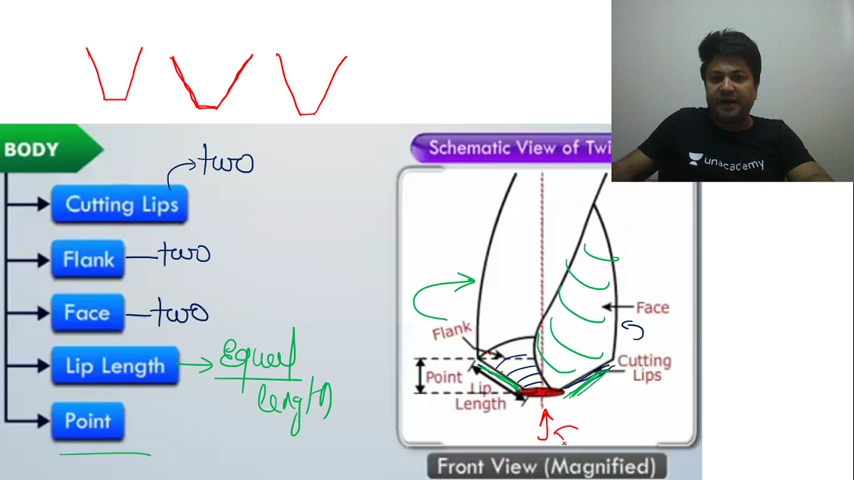 BODY
Cutting Lips
two
Flank
two
Face
two
Lip Length
Equal
length
Point
Schematic View of Twi
unacademy
Flank
Face
Cutting
Lips
Point
Lip
Length
Front View (Magnified)